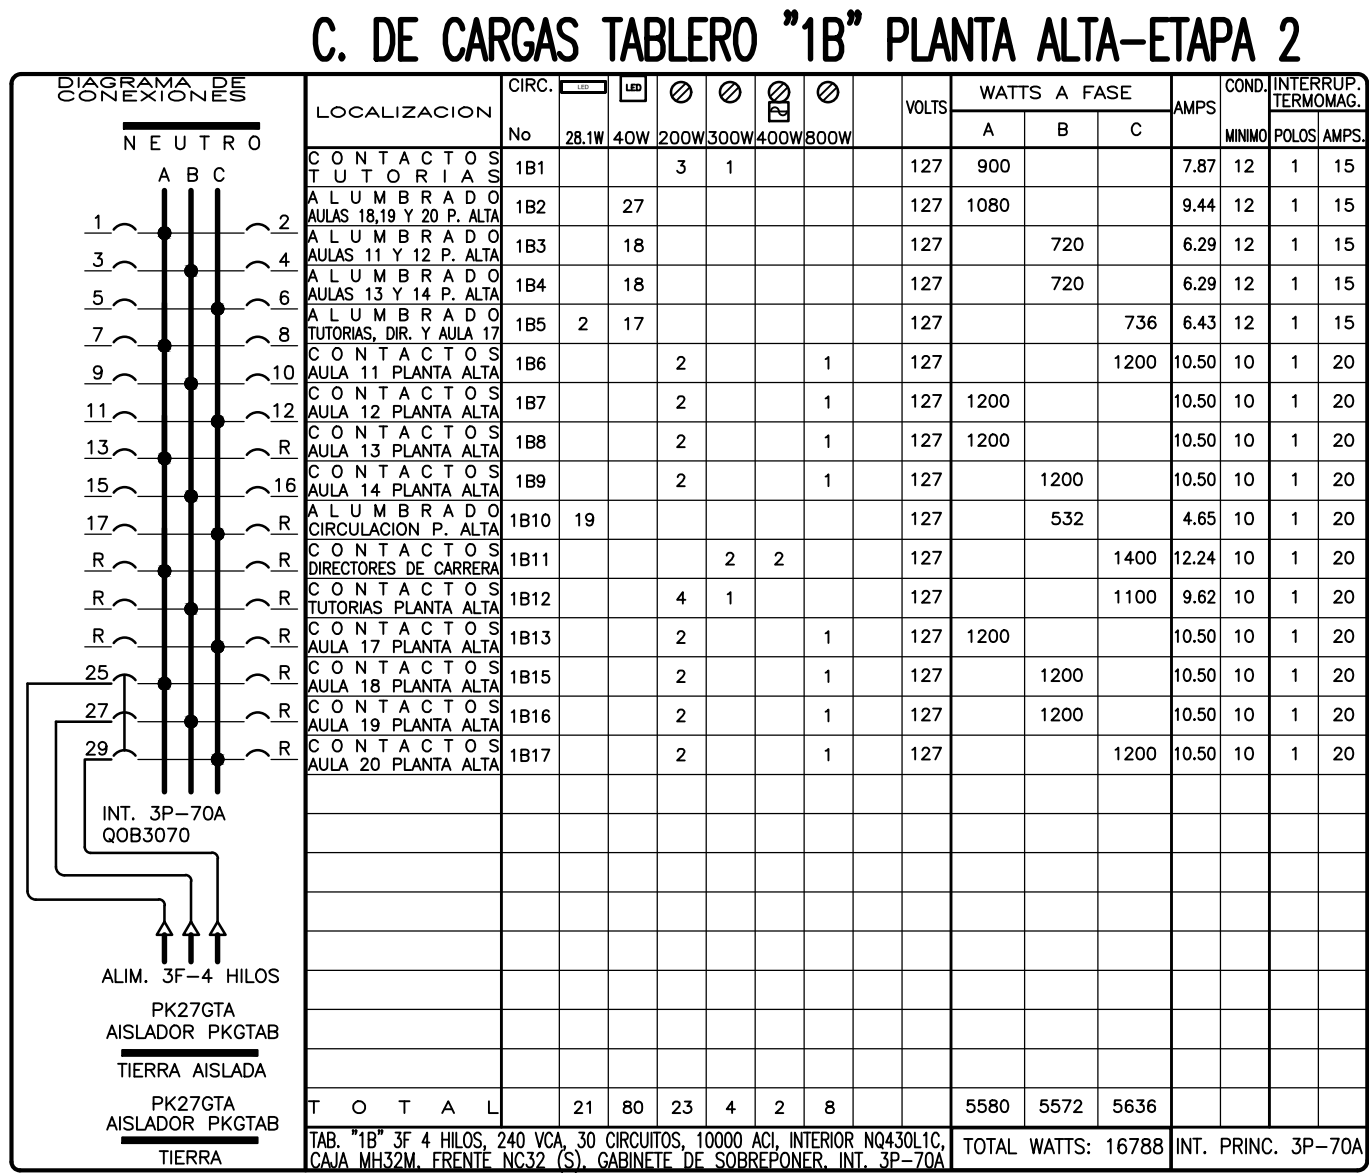 C. DE CARGAS TABLERO "1B" PLANTA ALTA-ETAPA 2
DIAGRAMA DE
CONEXIONES
NEUTRO
A B C
1 2
3 4
5 6
7 8
9 10
11 12
13 R
15 16
17 R
R R
R R
R R
25 R
27 R
29 R
INT. 3P-70A
QOB3070
ALIM. 3F-4 HILOS
PK27GTA
AISLADOR PKGTAB
TIERRA AISLADA
PK27GTA
AISLADOR PKGTAB
TIERRA
LOCALIZACION CIRC. No LED 28.1W LED 40W 200W 300W 400W 800W VOLTS WATTS A FASE A B C AMPS COND. MINIMO INTERRUP. TERMOMAG. POLOS AMPS.
CONTACTOS TUTORIAS 1B1 3 1 127 900 7.87 12 1 15
ALUMBRADO AULAS 18,19 Y 20 P. ALTA 1B2 27 127 1080 9.44 12 1 15
ALUMBRADO AULAS 11 Y 12 P. ALTA 1B3 18 127 720 6.29 12 1 15
ALUMBRADO AULAS 13 Y 14 P. ALTA 1B4 18 127 720 6.29 12 1 15
ALUMBRADO TUTORIAS, DIR. Y AULA 17 1B5 2 17 127 736 6.43 12 1 15
CONTACTOS AULA 11 PLANTA ALTA 1B6 2 1 127 1200 10.50 10 1 20
CONTACTOS AULA 12 PLANTA ALTA 1B7 2 1 127 1200 10.50 10 1 20
CONTACTOS AULA 13 PLANTA ALTA 1B8 2 1 127 1200 10.50 10 1 20
CONTACTOS AULA 14 PLANTA ALTA 1B9 2 1 127 1200 10.50 10 1 20
ALUMBRADO CIRCULACION P. ALTA 1B10 19 127 532 4.65 10 1 20
CONTACTOS DIRECTORES DE CARRERA 1B11 2 2 127 1400 12.24 10 1 20
CONTACTOS TUTORIAS PLANTA ALTA 1B12 4 1 127 1100 9.62 10 1 20
CONTACTOS AULA 17 PLANTA ALTA 1B13 2 1 127 1200 10.50 10 1 20
CONTACTOS AULA 18 PLANTA ALTA 1B15 2 1 127 1200 10.50 10 1 20
CONTACTOS AULA 19 PLANTA ALTA 1B16 2 1 127 1200 10.50 10 1 20
CONTACTOS AULA 20 PLANTA ALTA 1B17 2 1 127 1200 10.50 10 1 20
TOTAL 21 80 23 4 2 8 5580 5572 5636
TAB. "1B" 3F 4 HILOS, 240 VCA, 30 CIRCUITOS, 10000 ACI, INTERIOR NQ430L1C,
CAJA MH32M, FRENTE NC32 (S), GABINETE DE SOBREPONER, INT. 3P-70A
TOTAL WATTS: 16788 INT. PRINC. 3P-70A